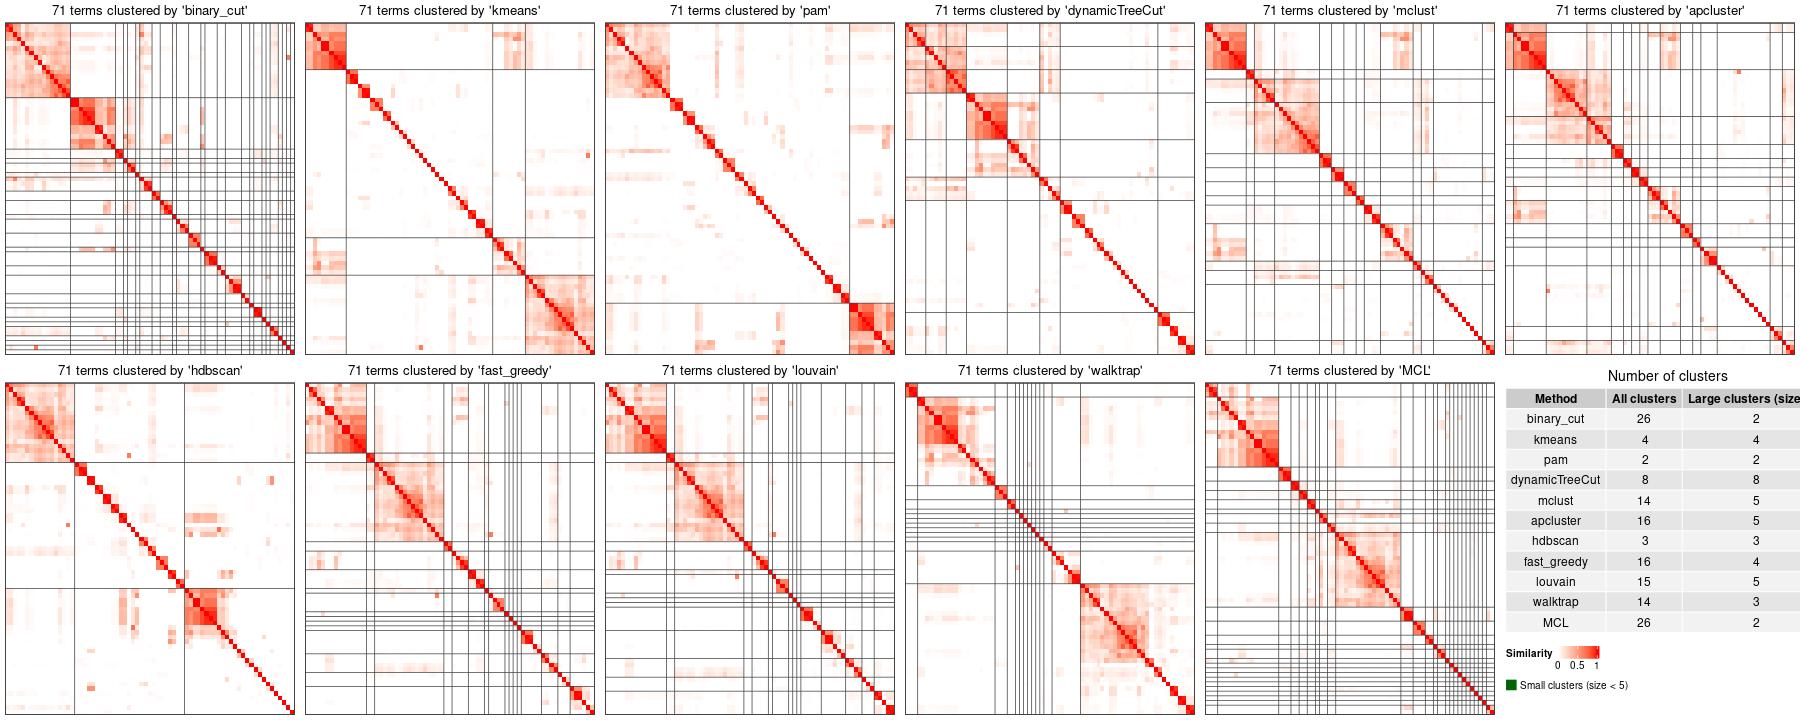 71 terms clustered by 'binary_cut'
71 terms clustered by 'kmeans'
71 terms clustered by 'pam'
71 terms clustered by 'dynamicTreeCut'
71 terms clustered by 'mclust'
71 terms clustered by 'apcluster'
71 terms clustered by 'hdbscan'
71 terms clustered by 'fast_greedy'
71 terms clustered by 'louvain'
71 terms clustered by 'walktrap'
71 terms clustered by 'MCL'
Number of clusters
Method All clusters Large clusters (size
binary_cut 26 2
kmeans 4 4
pam 2 2
dynamicTreeCut 8 8
mclust 14 5
apcluster 16 5
hdbscan 3 3
fast_greedy 16 4
louvain 15 5
walktrap 14 3
MCL 26 2
Similarity
0 0.5 1
Small clusters (size < 5)